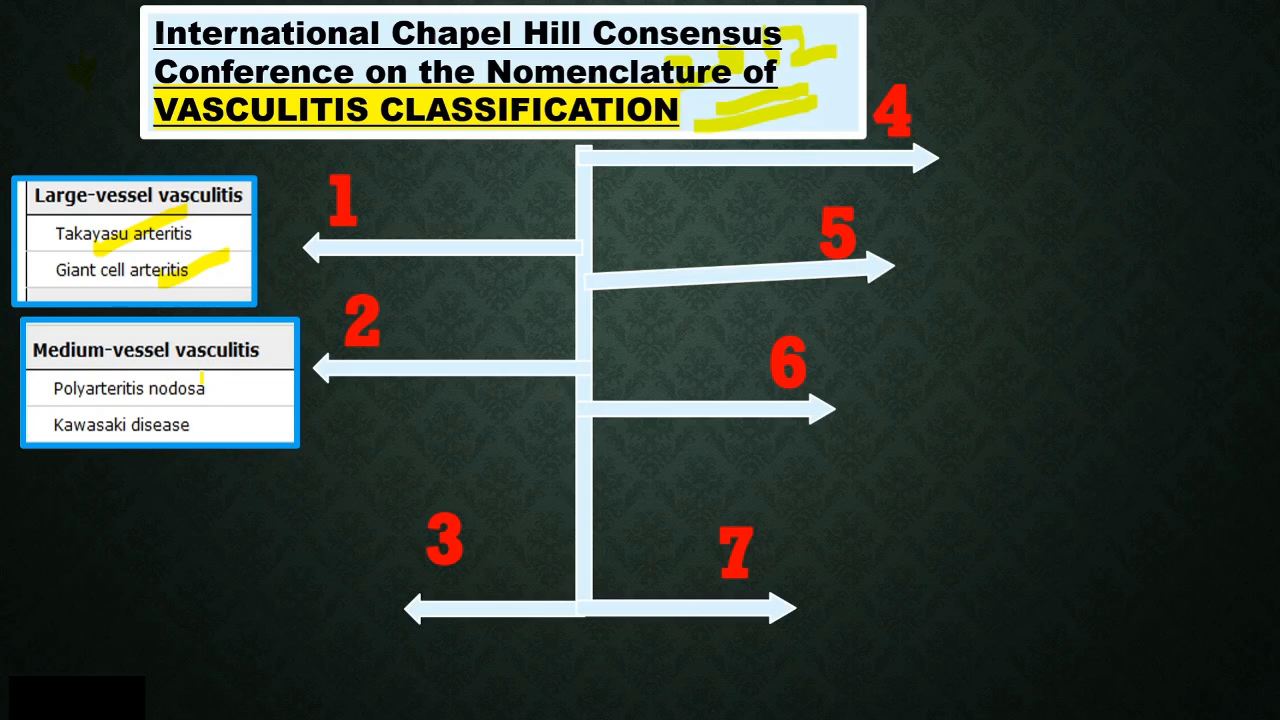 International Chapel Hill Consensus
Conference on the Nomenclature of
VASCULITIS CLASSIFICATION
4
Large-vessel vasculitis
Takayasu arteritis
Giant cell arteritis
1
5
Medium-vessel vasculitis
Polyarteritis nodosa
Kawasaki disease
2
6
3
7